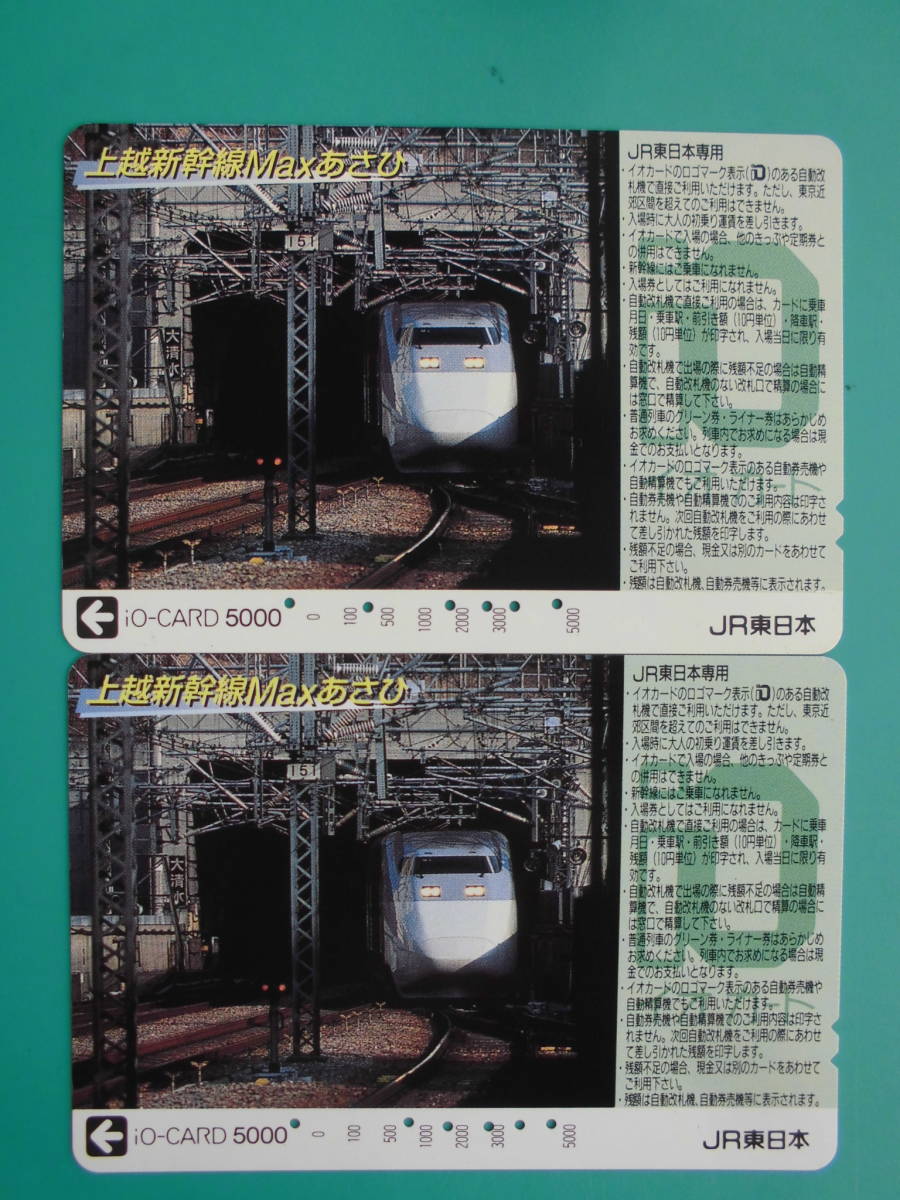 上越新幹線Maxあさひ
151
大清水
JR東日本専用
・イオカードのロゴマーク表示(iO)のある自動改
札機で直接ご利用いただけます。ただし、東京近
郊区間を超えてのご利用はできません。
・入場時に大人の初乗り運賃を差し引きます。
・イオカードで入場の場合、他のきっぷや定期券と
の併用はできません。
・新幹線にはご乗車になれません。
・入場券としてはご利用になれません。
・自動改札機で直接ご利用の場合は、カードに乗車
月日・乗車駅・前引き額(10円単位)・降車駅・
残額(10円単位)が印字され、入場当日に限り有
効です。
・自動改札機で出場の際に残額不足の場合は自動精
算機で、自動改札機のない改札口で精算の場合に
は窓口で精算して下さい。
・普通列車のグリーン券・ライナー券はあらかじめ
お求めください。列車内でお求めになる場合は現
金でのお支払いとなります。
・イオカードのロゴマーク表示のある自動券売機や
自動精算機でもご利用いただけます。
・自動券売機や自動精算機でのご利用内容は印字さ
れません。次回自動改札機をご利用の際にあわせ
て差し引かれた残額を印字します。
・残額不足の場合、現金又は別のカードをあわせて
ご利用下さい。
・残額は自動改札機、自動券売機等に表示されます。
iO-CARD 5000 0 100 500 1000 2000 3000 5000 JR東日本
上越新幹線Maxあさひ
151
大清水
JR東日本専用
・イオカードのロゴマーク表示(iO)のある自動改
札機で直接ご利用いただけます。ただし、東京近
郊区間を超えてのご利用はできません。
・入場時に大人の初乗り運賃を差し引きます。
・イオカードで入場の場合、他のきっぷや定期券と
の併用はできません。
・新幹線にはご乗車になれません。
・入場券としてはご利用になれません。
・自動改札機で直接ご利用の場合は、カードに乗車
月日・乗車駅・前引き額(10円単位)・降車駅・
残額(10円単位)が印字され、入場当日に限り有
効です。
・自動改札機で出場の際に残額不足の場合は自動精
算機で、自動改札機のない改札口で精算の場合に
は窓口で精算して下さい。
・普通列車のグリーン券・ライナー券はあらかじめ
お求めください。列車内でお求めになる場合は現
金でのお支払いとなります。
・イオカードのロゴマーク表示のある自動券売機や
自動精算機でもご利用いただけます。
・自動券売機や自動精算機でのご利用内容は印字さ
れません。次回自動改札機をご利用の際にあわせ
て差し引かれた残額を印字します。
・残額不足の場合、現金又は別のカードをあわせて
ご利用下さい。
・残額は自動改札機、自動券売機等に表示されます。
iO-CARD 5000 0 100 500 1000 2000 3000 5000 JR東日本